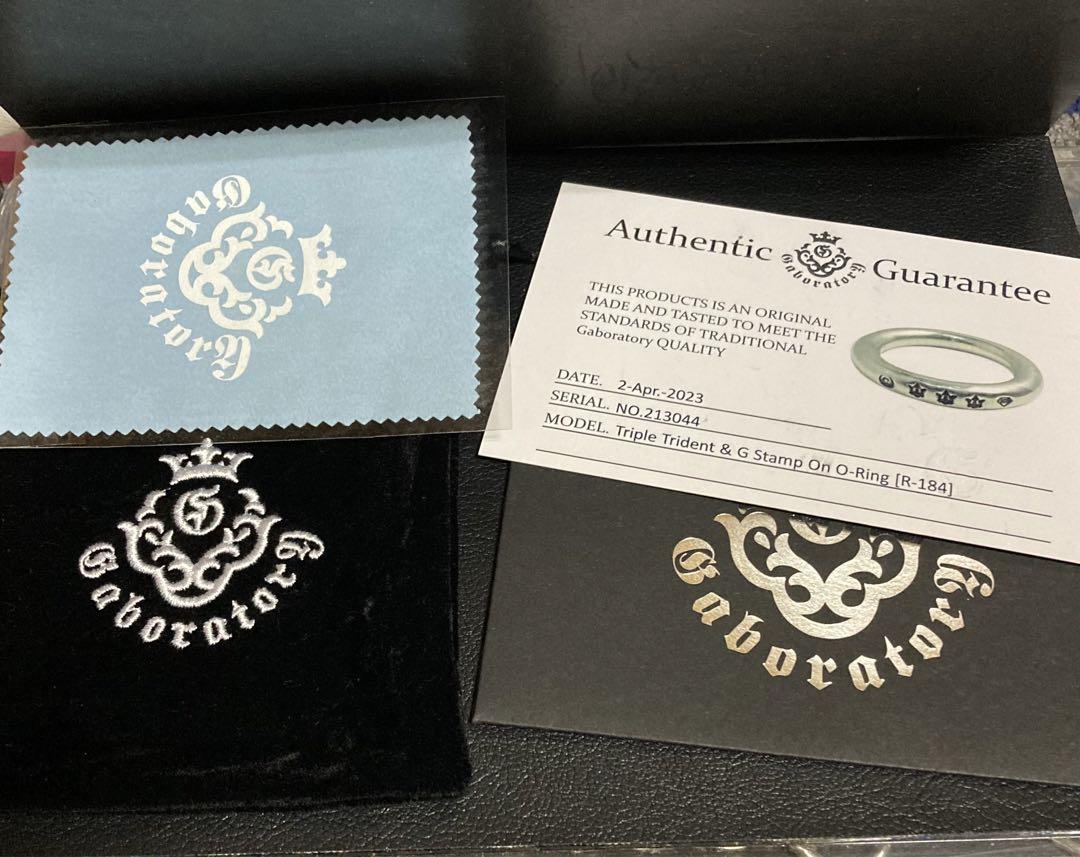 Gaboratory
G
Authentic Gaboratory Guarantee
THIS PRODUCTS IS AN ORIGINAL
MADE AND TASTED TO MEET THE
STANDARDS OF TRADITIONAL
Gaboratory QUALITY
DATE. 2-Apr.-2023
SERIAL. NO.213044
MODEL. Triple Trident & G Stamp On O-Ring [R-184]
G
Gaboratory
Gaboratory